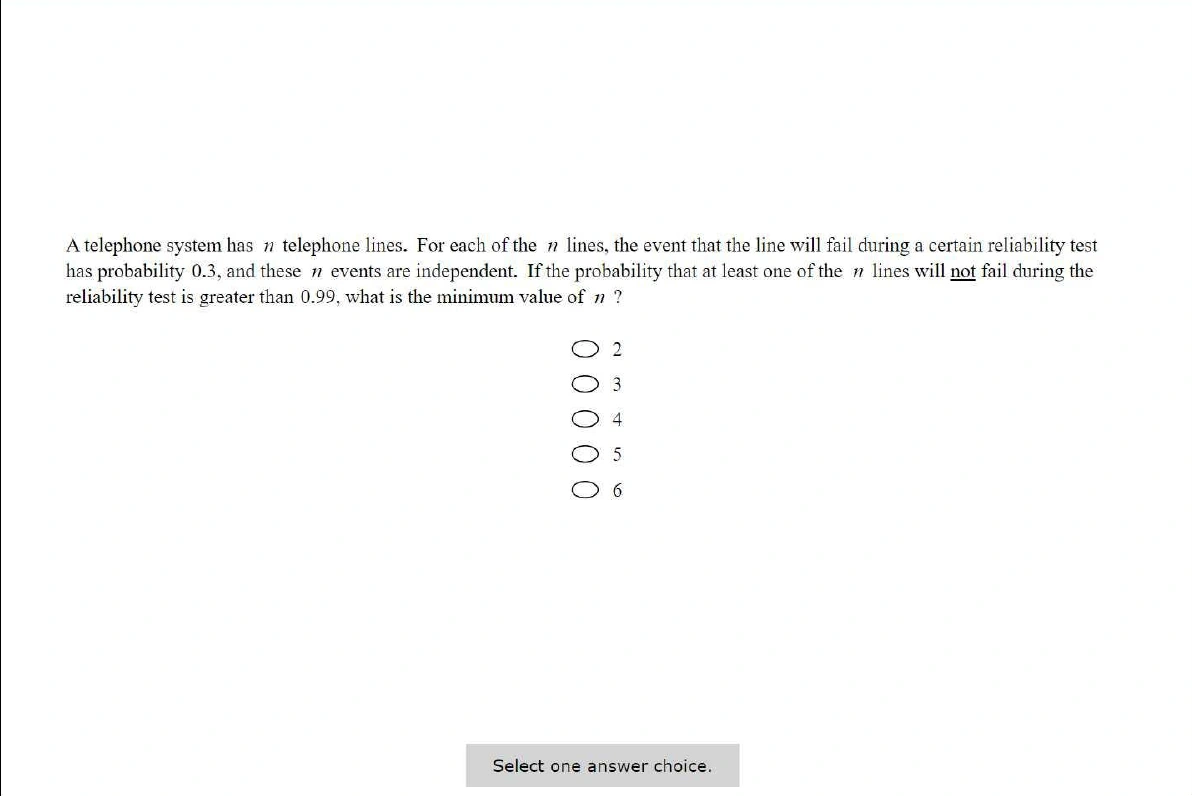 A telephone system has n telephone lines. For each of the n lines, the event that the line will fail during a certain reliability test
has probability 0.3, and these n events are independent. If the probability that at least one of the n lines will not fail during the
reliability test is greater than 0.99, what is the minimum value of n ?
2
3
4
5
6
Select one answer choice.